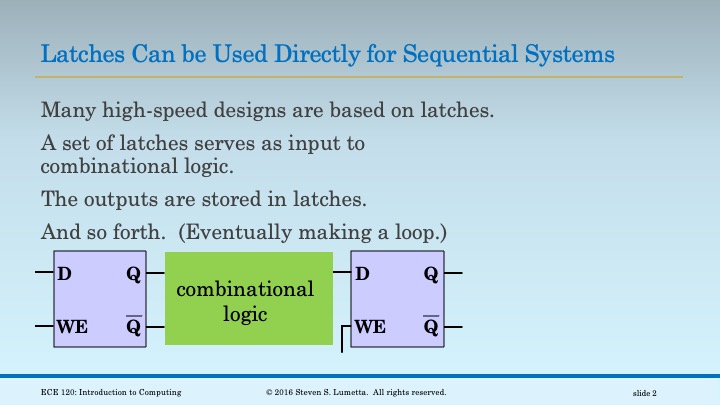 Latches Can be Used Directly for Sequential Systems
Many high-speed designs are based on latches.
A set of latches serves as input to
combinational logic.
The outputs are stored in latches.
And so forth.  (Eventually making a loop.)
D Q combinational logic D Q
WE Q̅ WE Q̅
ECE 120: Introduction to Computing © 2016 Steven S. Lumetta.  All rights reserved. slide 2